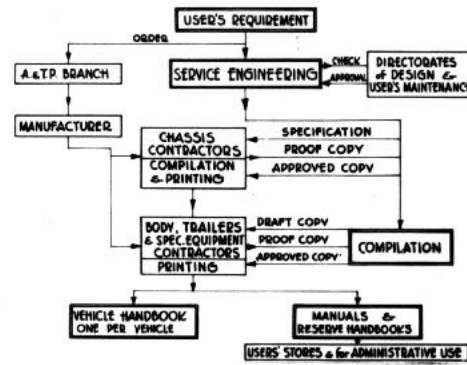 USER'S REQUIREMENT
ORDER
A.&T.P. BRANCH
SERVICE ENGINEERING
CHECK
APPROVAL
DIRECTORATES
of DESIGN &
USER'S MAINTENANCE
MANUFACTURER
CHASSIS
CONTRACTORS
COMPILATION
& PRINTING
SPECIFICATION
PROOF COPY
APPROVED COPY
BODY, TRAILERS
& SPEC. EQUIPMENT
CONTRACTORS
PRINTING
DRAFT COPY
PROOF COPY
APPROVED COPY
COMPILATION
VEHICLE HANDBOOK
ONE PER VEHICLE
MANUALS &
RESERVE HANDBOOKS
USERS' STORES & for ADMINISTRATIVE USE